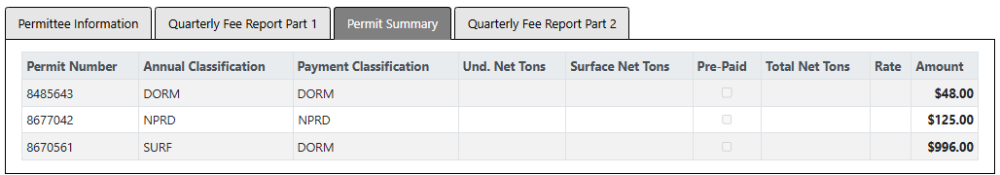 Permittee Information Quarterly Fee Report Part 1 Permit Summary Quarterly Fee Report Part 2
Permit Number Annual Classification Payment Classification Und. Net Tons Surface Net Tons Pre-Paid Total Net Tons Rate Amount
8485643 DORM DORM $48.00
8677042 NPRD NPRD $125.00
8670561 SURF DORM $996.00